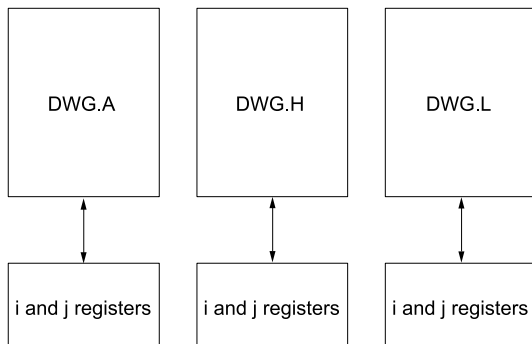 DWG.A
DWG.H
DWG.L
i and j registers
i and j registers
i and j registers